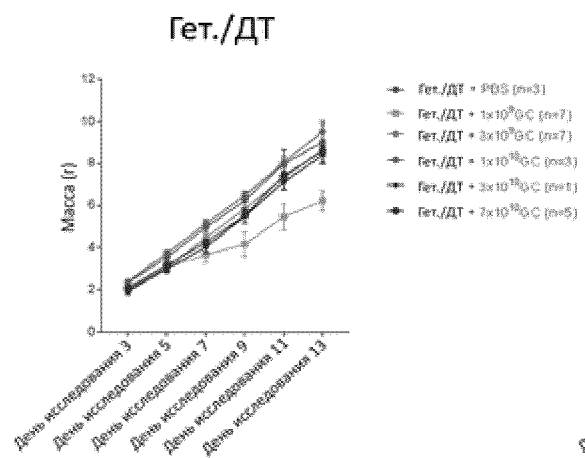 Гет./ДТ
12
10
8
6
4
2
0
Масса (г)
День исследования 3
День исследования 5
День исследования 7
День исследования 9
День исследования 11
День исследования 13
Гет./ДТ + PBS (n=3)
Гет./ДТ + 1x10⁹GC (n=7)
Гет./ДТ + 3x10⁹GC (n=7)
Гет./ДТ + 1x10¹⁰GC (n=3)
Гет./ДТ + 3x10¹⁰GC (n=1)
Гет./ДТ + 7x10¹⁰GC (n=5)